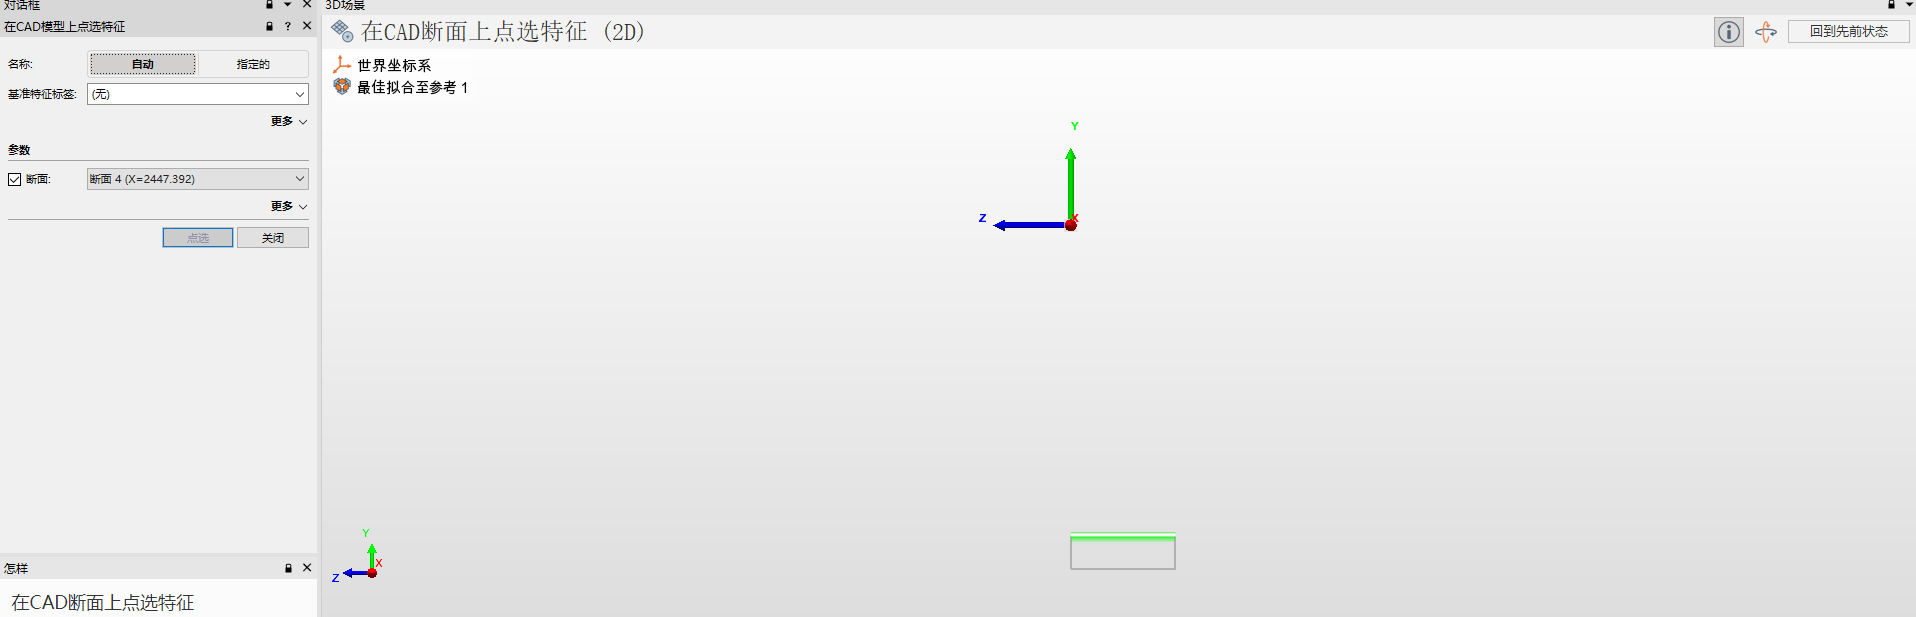 对话框
3D场景
在CAD模型上点选特征
?
在CAD断面上点选特征 (2D)
回到先前状态
名称:
自动
指定的
世界坐标系
最佳拟合至参考 1
基准特征标签:
(无)
更多
参数
断面:
断面 4 (X=2447.392)
更多
点选
关闭
Y
Z
X
Y
X
Z
怎样
在CAD断面上点选特征